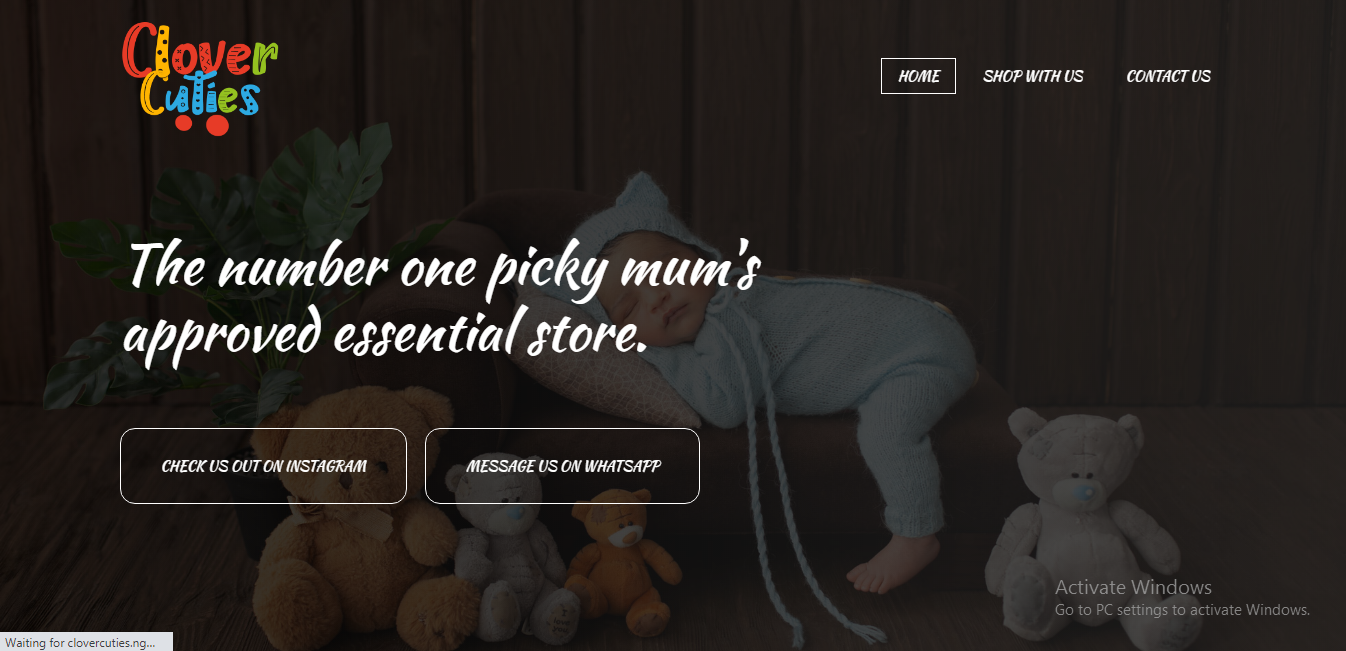 Clover
Cuties
HOME
SHOP WITH US
CONTACT US
The number one picky mum's
approved essential store.
CHECK US OUT ON INSTAGRAM
MESSAGE US ON WHATSAPP
Activate Windows
Go to PC settings to activate Windows.
Waiting for clovercuties.ng...